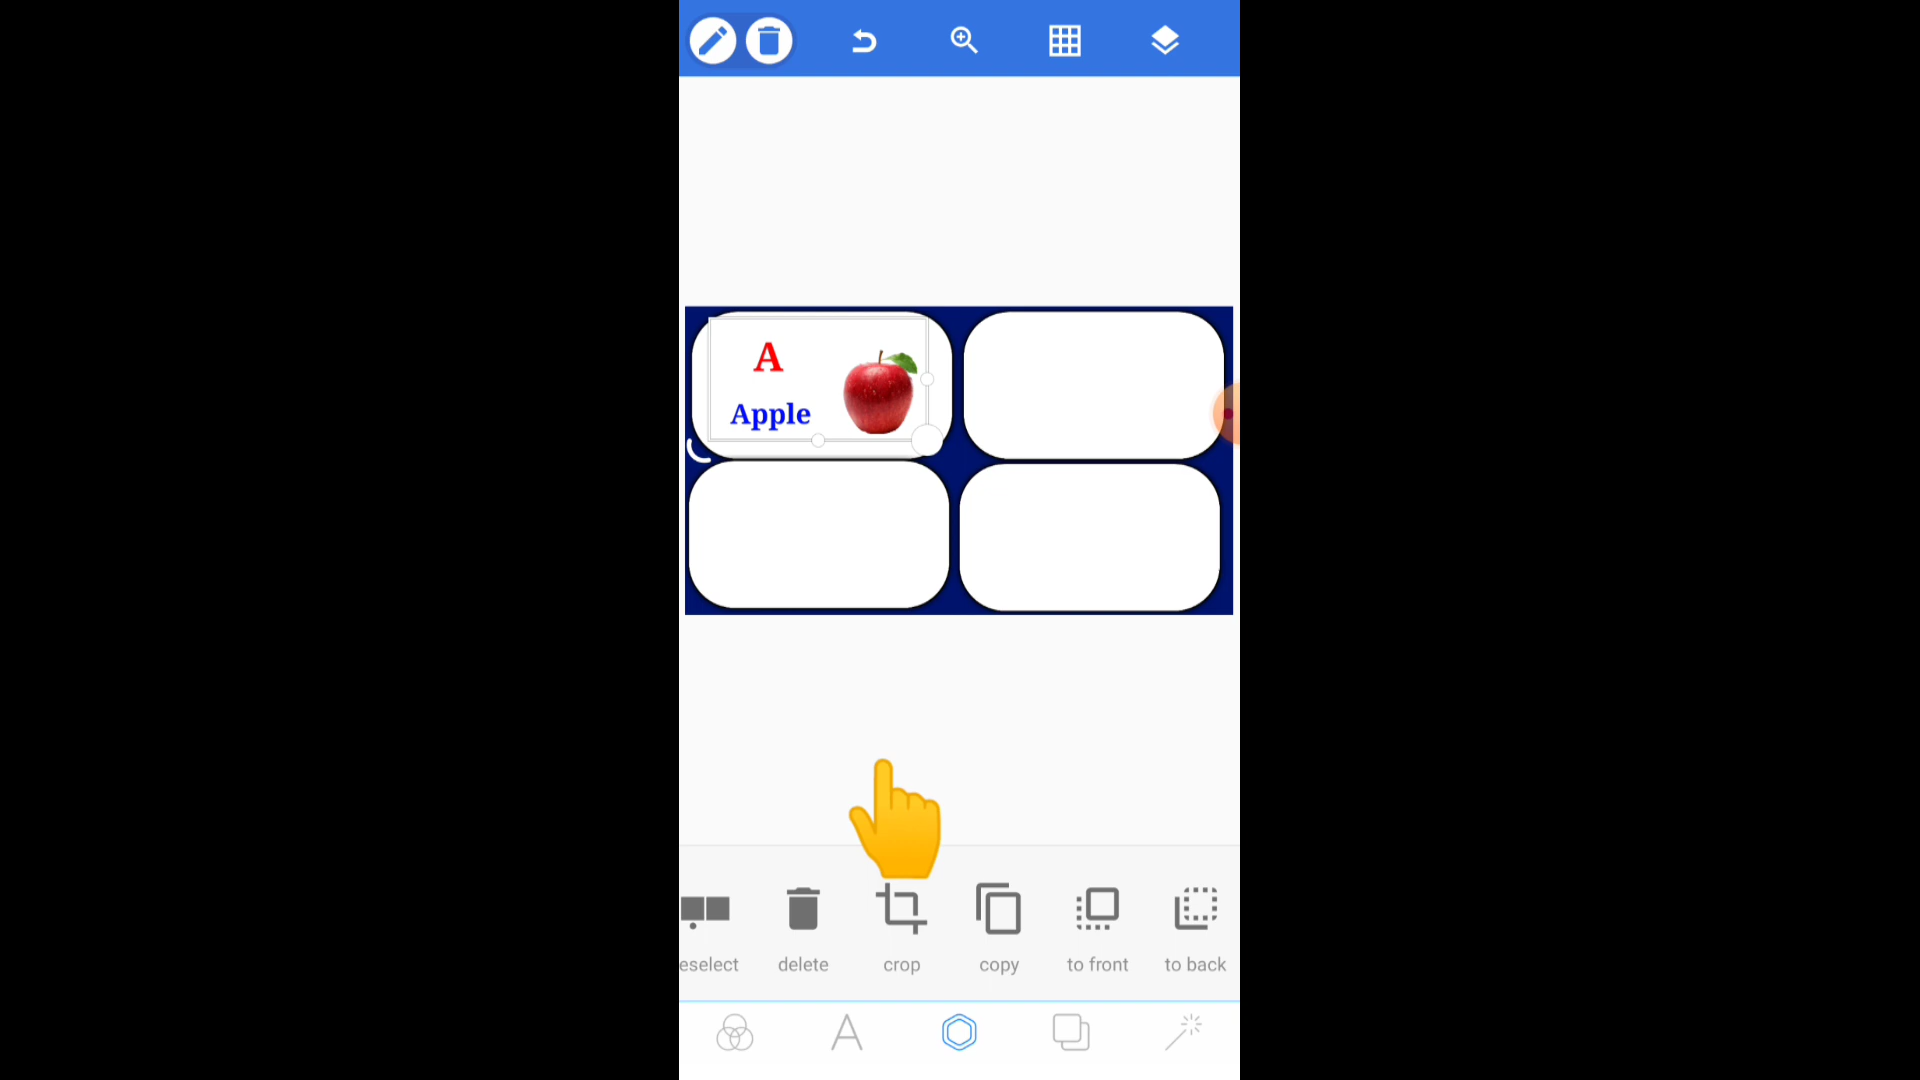 A
Apple
eselect
delete
crop
copy
to front
to back